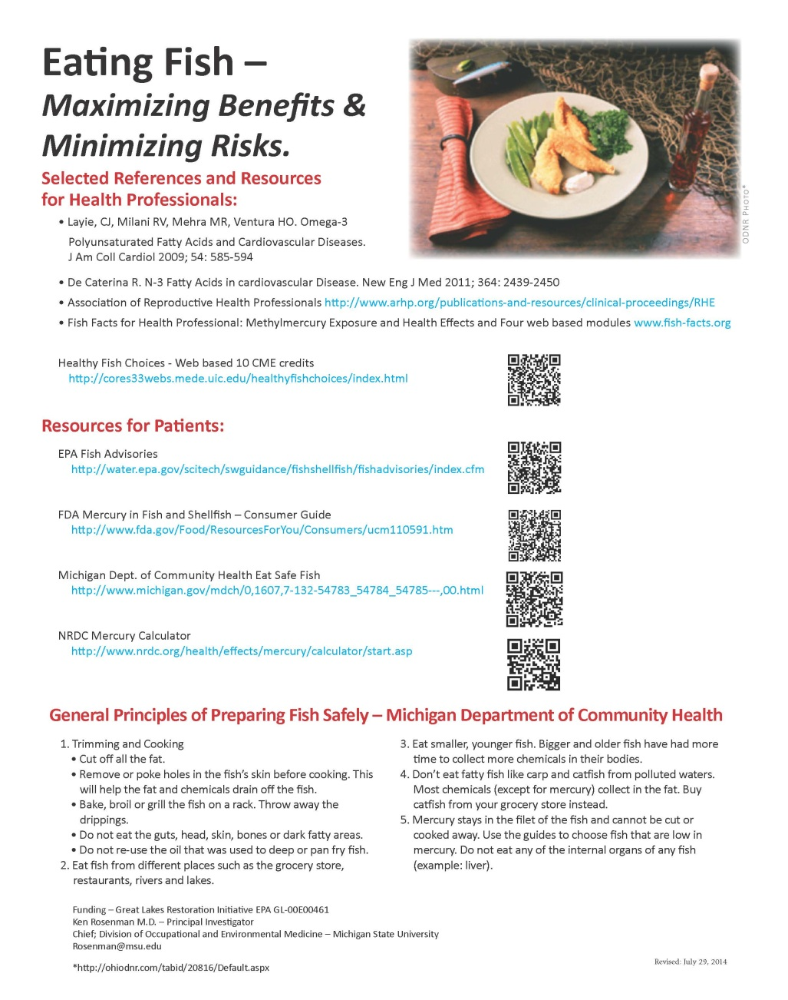 Eating Fish –
Maximizing Benefits &
Minimizing Risks.
Selected References and Resources
for Health Professionals:
• Layie, CJ, Milani RV, Mehra MR, Ventura HO. Omega-3
Polyunsaturated Fatty Acids and Cardiovascular Diseases.
J Am Coll Cardiol 2009; 54: 585-594
ODNR PHOTO*
• De Caterina R. N-3 Fatty Acids in cardiovascular Disease. New Eng J Med 2011; 364: 2439-2450
• Association of Reproductive Health Professionals http://www.arhp.org/publications-and-resources/clinical-proceedings/RHE
• Fish Facts for Health Professional: Methylmercury Exposure and Health Effects and Four web based modules www.fish-facts.org
Healthy Fish Choices - Web based 10 CME credits
http://cores33webs.mede.uic.edu/healthyfishchoices/index.html
Resources for Patients:
EPA Fish Advisories
http://water.epa.gov/scitech/swguidance/fishshellfish/fishadvisories/index.cfm
FDA Mercury in Fish and Shellfish – Consumer Guide
http://www.fda.gov/Food/ResourcesForYou/Consumers/ucm110591.htm
Michigan Dept. of Community Health Eat Safe Fish
http://www.michigan.gov/mdch/0,1607,7-132-54783_54784_54785---,00.html
NRDC Mercury Calculator
http://www.nrdc.org/health/effects/mercury/calculator/start.asp
General Principles of Preparing Fish Safely – Michigan Department of Community Health
1. Trimming and Cooking
• Cut off all the fat.
• Remove or poke holes in the fish's skin before cooking. This
will help the fat and chemicals drain off the fish.
• Bake, broil or grill the fish on a rack. Throw away the
drippings.
• Do not eat the guts, head, skin, bones or dark fatty areas.
• Do not re-use the oil that was used to deep or pan fry fish.
2. Eat fish from different places such as the grocery store,
restaurants, rivers and lakes.
3. Eat smaller, younger fish. Bigger and older fish have had more
time to collect more chemicals in their bodies.
4. Don't eat fatty fish like carp and catfish from polluted waters.
Most chemicals (except for mercury) collect in the fat. Buy
catfish from your grocery store instead.
5. Mercury stays in the filet of the fish and cannot be cut or
cooked away. Use the guides to choose fish that are low in
mercury. Do not eat any of the internal organs of any fish
(example: liver).
Funding – Great Lakes Restoration Initiative EPA GL-00E00461
Ken Rosenman M.D. – Principal Investigator
Chief; Division of Occupational and Environmental Medicine – Michigan State University
Rosenman@msu.edu
*http://ohiodnr.com/tabid/20816/Default.aspx
Revised: July 29, 2014